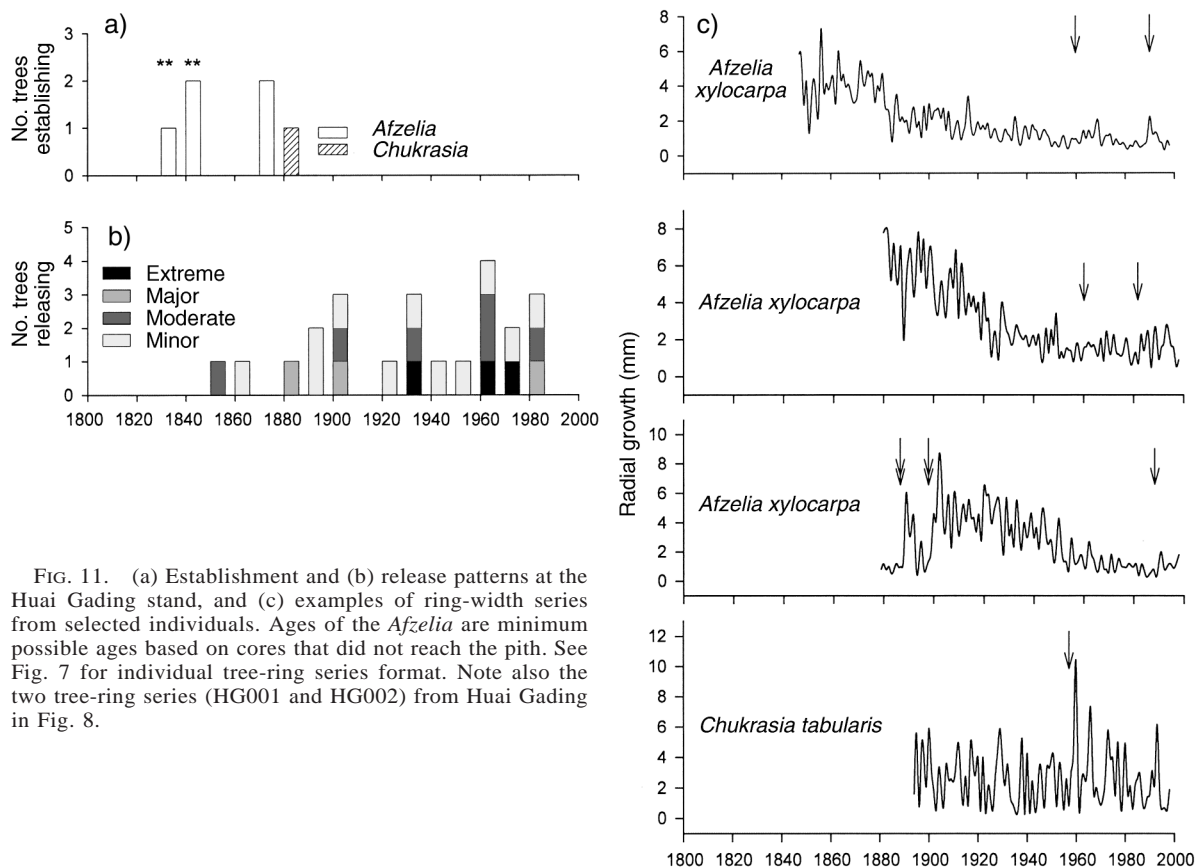 a)
3
2
1
0
No. trees
establishing
** **
Afzelia
Chukrasia
b)
5
4
3
2
1
0
No. trees
releasing
Extreme
Major
Moderate
Minor
1800 1820 1840 1860 1880 1900 1920 1940 1960 1980 2000
FIG. 11. (a) Establishment and (b) release patterns at the
Huai Gading stand, and (c) examples of ring-width series
from selected individuals. Ages of the Afzelia are minimum
possible ages based on cores that did not reach the pith. See
Fig. 7 for individual tree-ring series format. Note also the
two tree-ring series (HG001 and HG002) from Huai Gading
in Fig. 8.
c)
Radial growth (mm)
8
6
4
2
0
Afzelia
xylocarpa
8
6
4
2
0
Afzelia xylocarpa
10
8
6
4
2
0
Afzelia xylocarpa
12
10
8
6
4
2
0
Chukrasia tabularis
1800 1820 1840 1860 1880 1900 1920 1940 1960 1980 2000